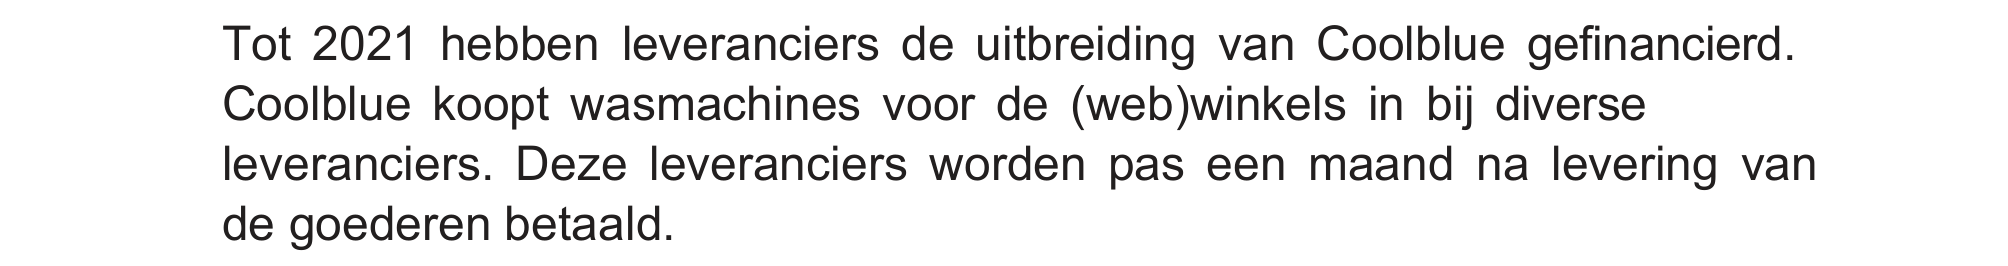 Tot 2021 hebben leveranciers de uitbreiding van Coolblue gefinancierd.
Coolblue koopt wasmachines voor de (web)winkels in bij diverse
leveranciers. Deze leveranciers worden pas een maand na levering van
de goederen betaald.